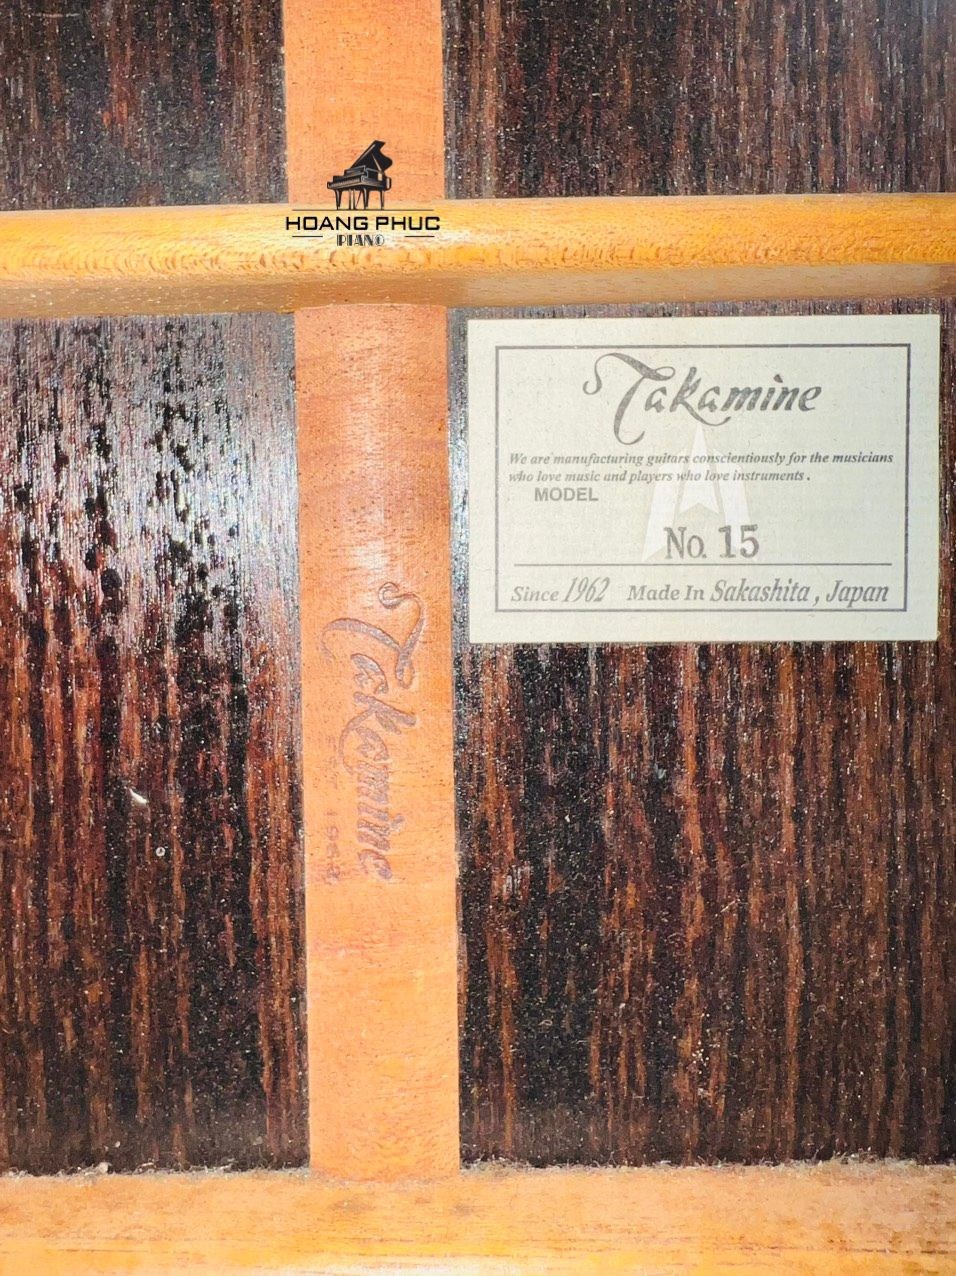 HOANG PHUC
PIANO
Takamine
We are manufacturing guitars conscientiously for the musicians
who love music and players who love instruments .
MODEL
No. 15
Since 1962 Made In Sakashita , Japan
Takamine